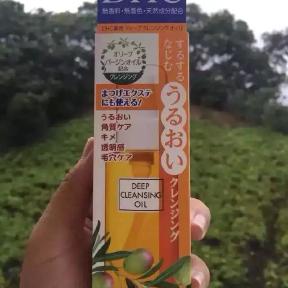 DHC
無香料・無着色・天然成分配合
DHC薬用 ディープクレンジングオイル
オリーブ
バージンオイル
配合
クレンジング
まつげエクステ
にも使える!
うるおい
角質ケア
キメ
透明感
毛穴ケア
するする
なじむ!
うるおい
クレンジング
DEEP
CLEANSING
OIL
DHC